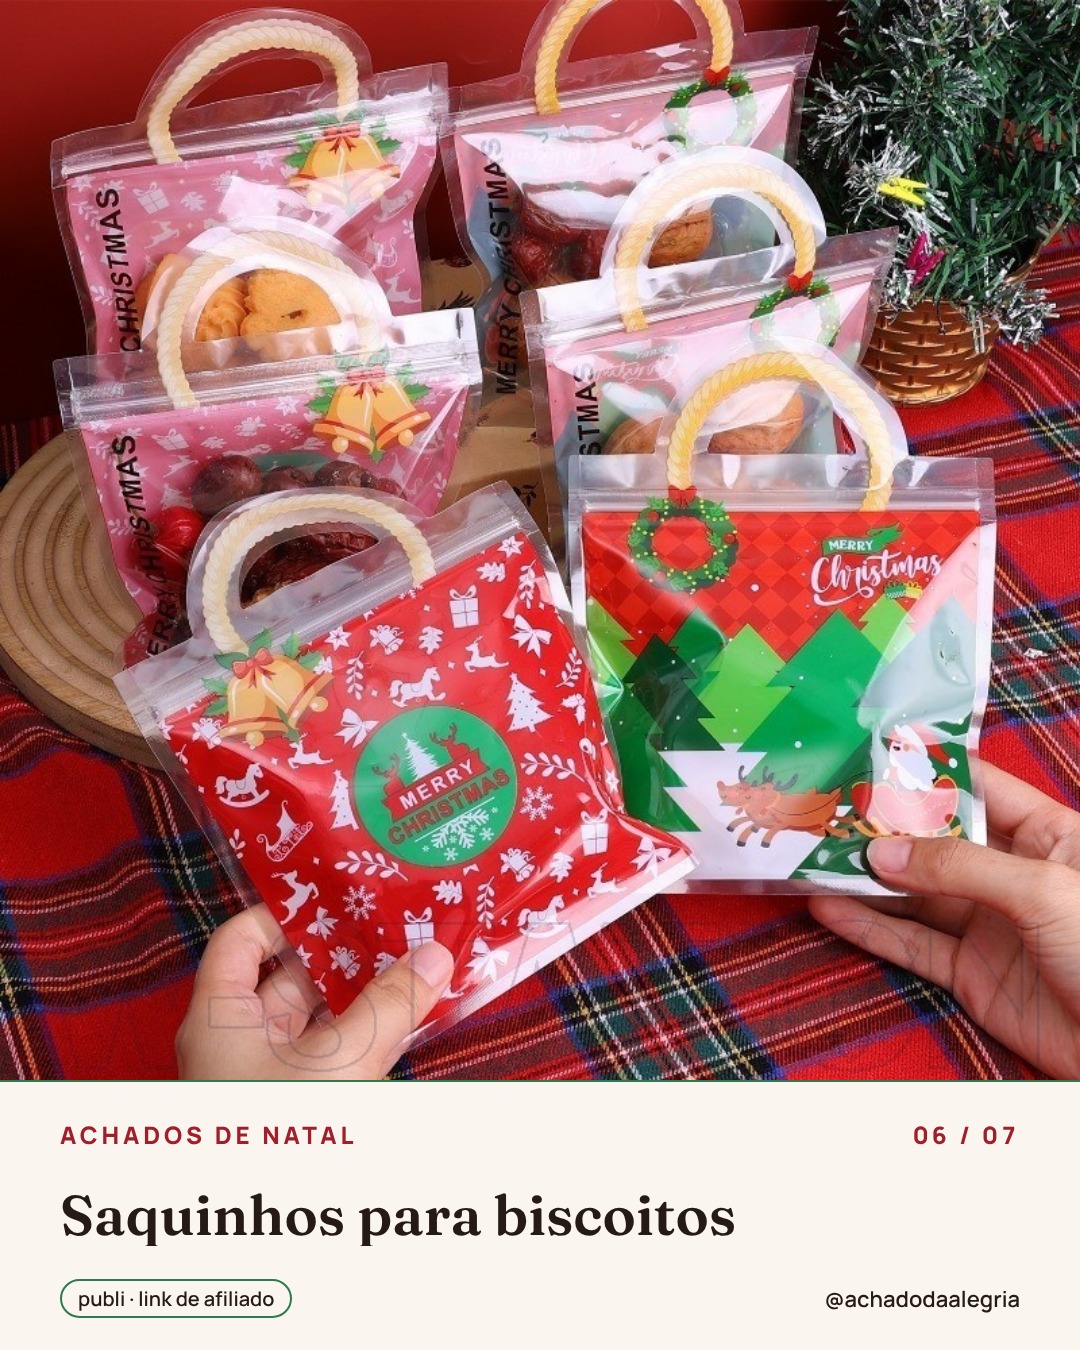 CHRISTMAS
MERRY CHRISTMAS
STMAS
MERRY CHRISTMAS
MERRY
Christmas
MERRY
CHRISTMAS
ACHADOS DE NATAL
06 / 07
Saquinhos para biscoitos
publi · link de afiliado
@achadodaalegria